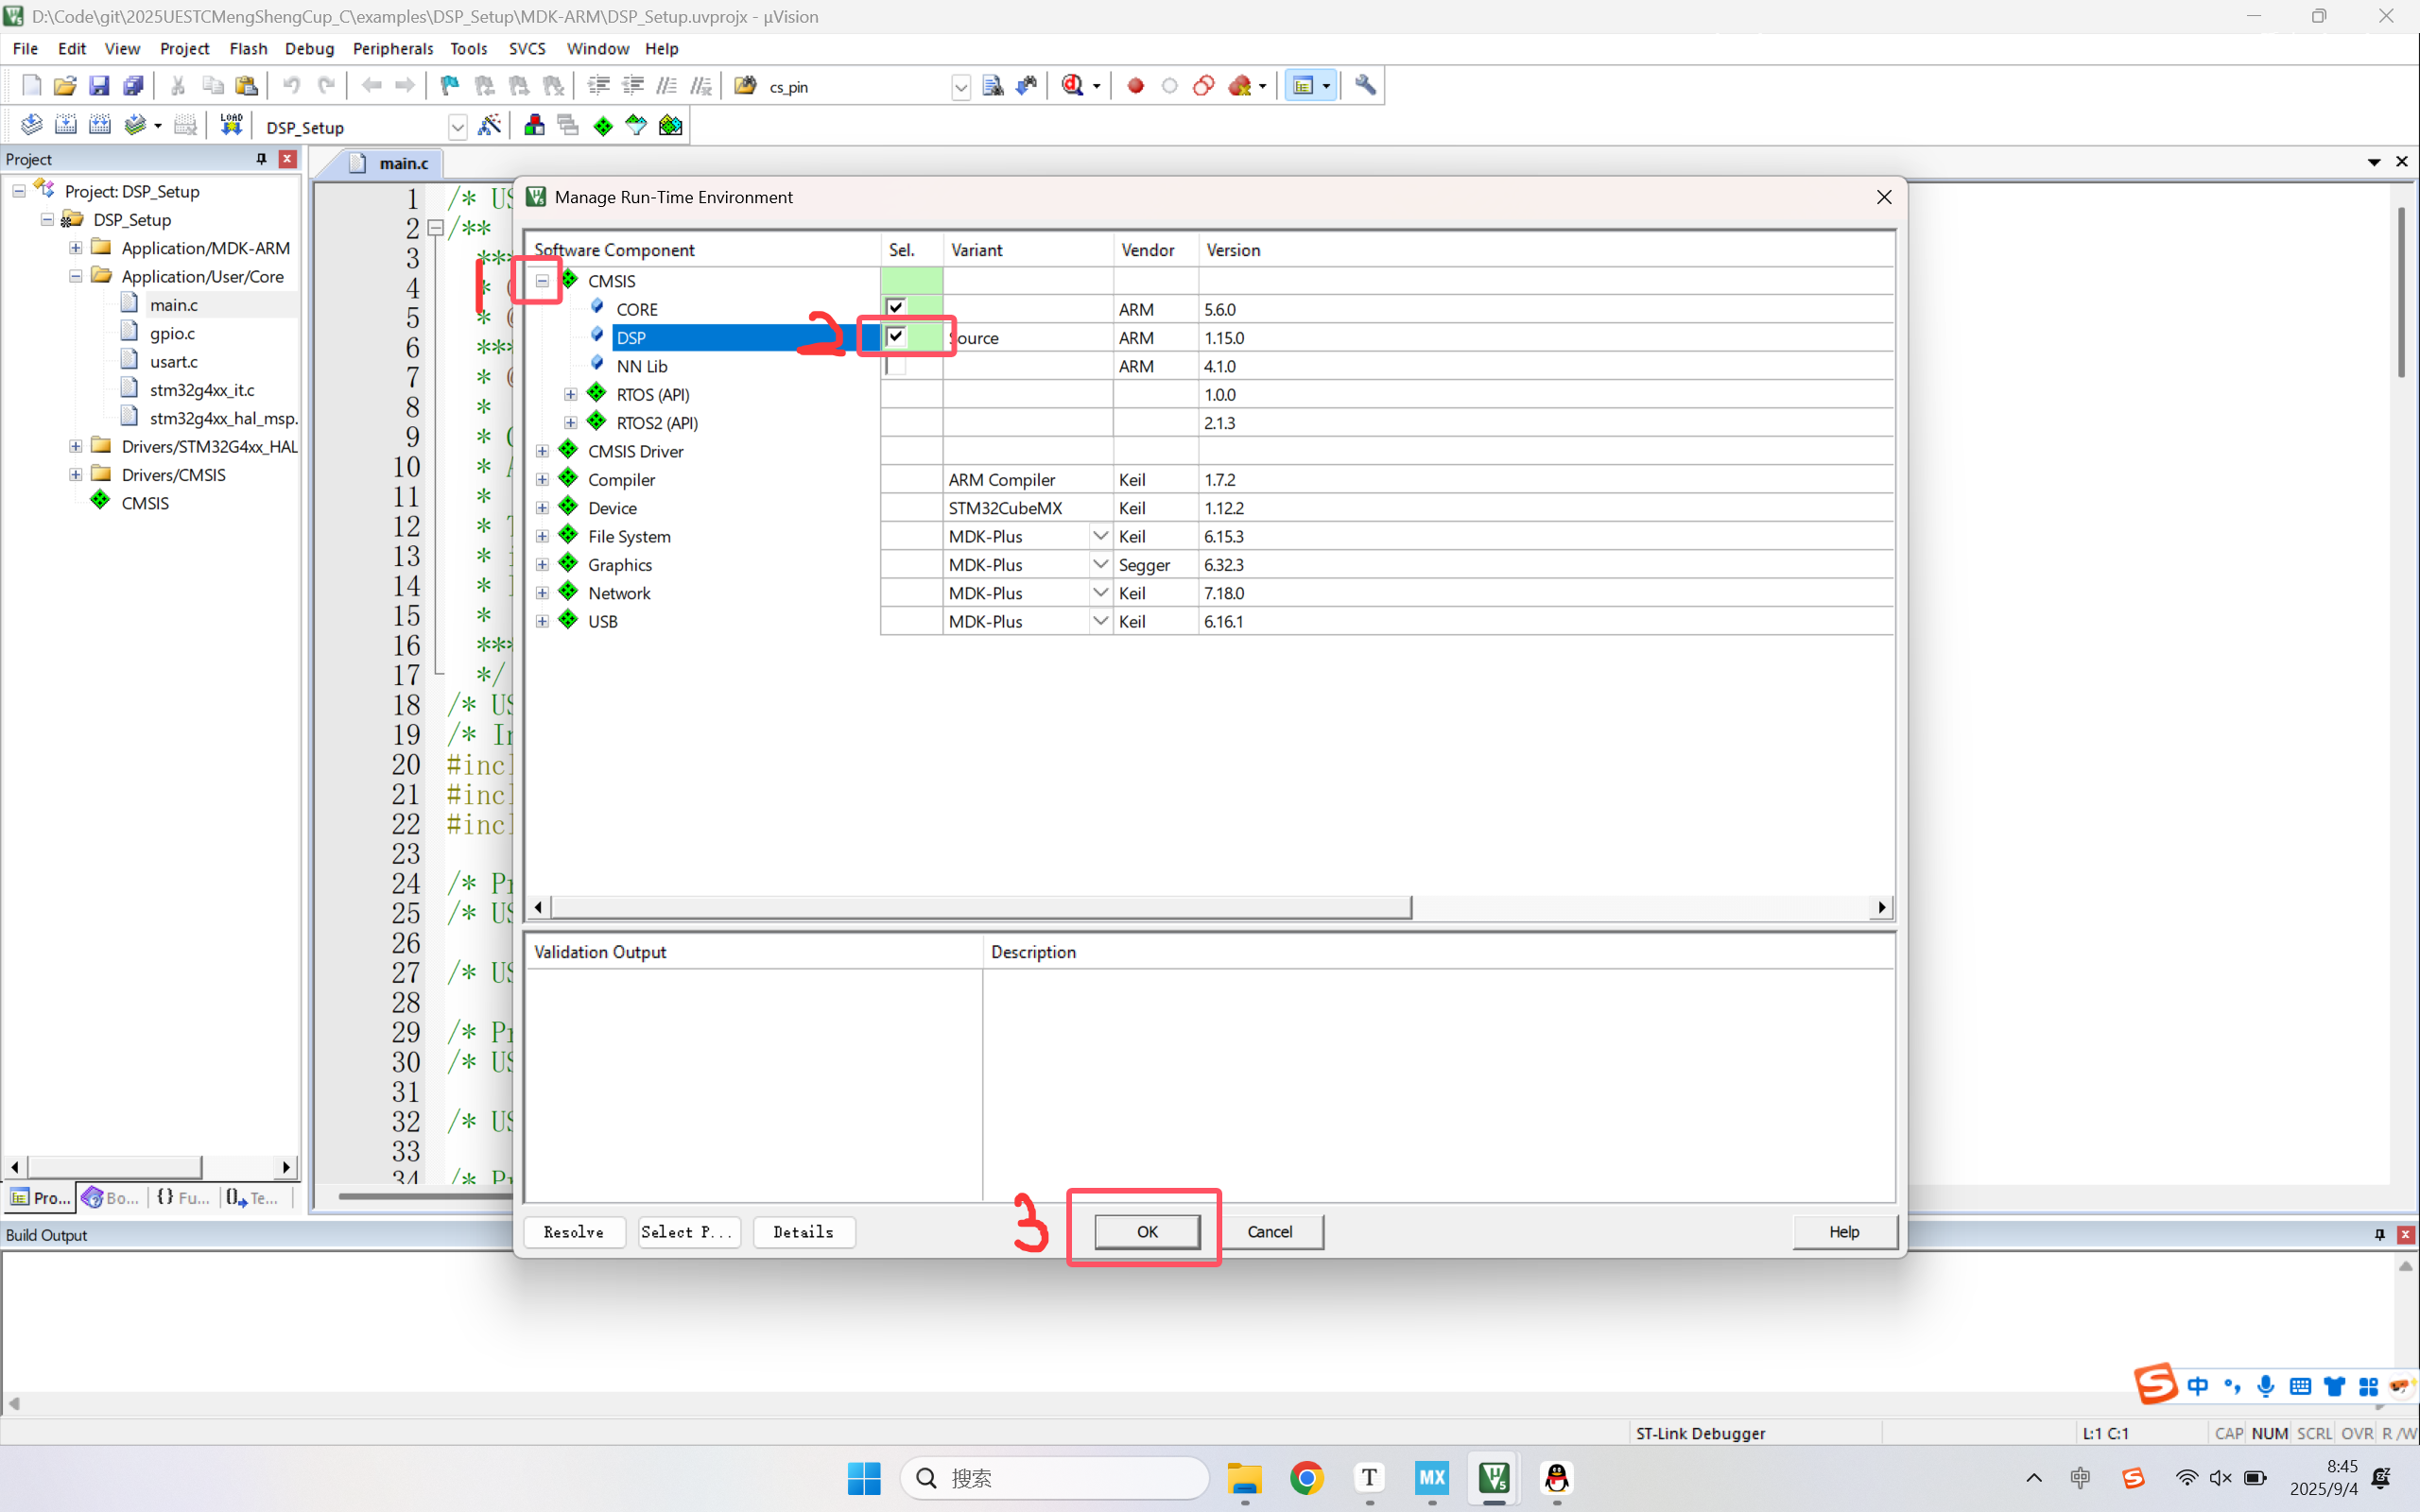 D:\Code\git\2025UESTCMengShengCup_C\examples\DSP_Setup\MDK-ARM\DSP_Setup.uvprojx - µVision
File Edit View Project Flash Debug Peripherals Tools SVCS Window Help
cs_pin
LOAD DSP_Setup
Project
main.c
Project: DSP_Setup
DSP_Setup
Application/MDK-ARM
Application/User/Core
main.c
gpio.c
usart.c
stm32g4xx_it.c
stm32g4xx_hal_msp.
Drivers/STM32G4xx_HAL
Drivers/CMSIS
CMSIS
Pro... Bo... {} Fu... Te...
1 /* US
2 /**
3 ***
4 *
5 * @
6 ***
7 * @
8 *
9 *
10 *
11 *
12 *
13 * i
14 *
15 *
16 ***
17 */
18 /* US
19 /* In
20 #incl
21 #incl
22 #incl
23
24 /* Pr
25 /* US
26
27 /* US
28
29 /* Pr
30 /* US
31
32 /* US
33
34 /* Pr
Manage Run-Time Environment
Software Component Sel. Variant Vendor Version
1
CMSIS
CORE ARM 5.6.0
DSP 2 Source ARM 1.15.0
NN Lib ARM 4.1.0
RTOS (API) 1.0.0
RTOS2 (API) 2.1.3
CMSIS Driver
Compiler ARM Compiler Keil 1.7.2
Device STM32CubeMX Keil 1.12.2
File System MDK-Plus Keil 6.15.3
Graphics MDK-Plus Segger 6.32.3
Network MDK-Plus Keil 7.18.0
USB MDK-Plus Keil 6.16.1
Validation Output Description
Resolve Select P... Details 3 OK Cancel Help
Build Output
中
ST-Link Debugger L:1 C:1 CAP NUM SCRL OVR R/W
搜索 T MX 中 8:45
2025/9/4